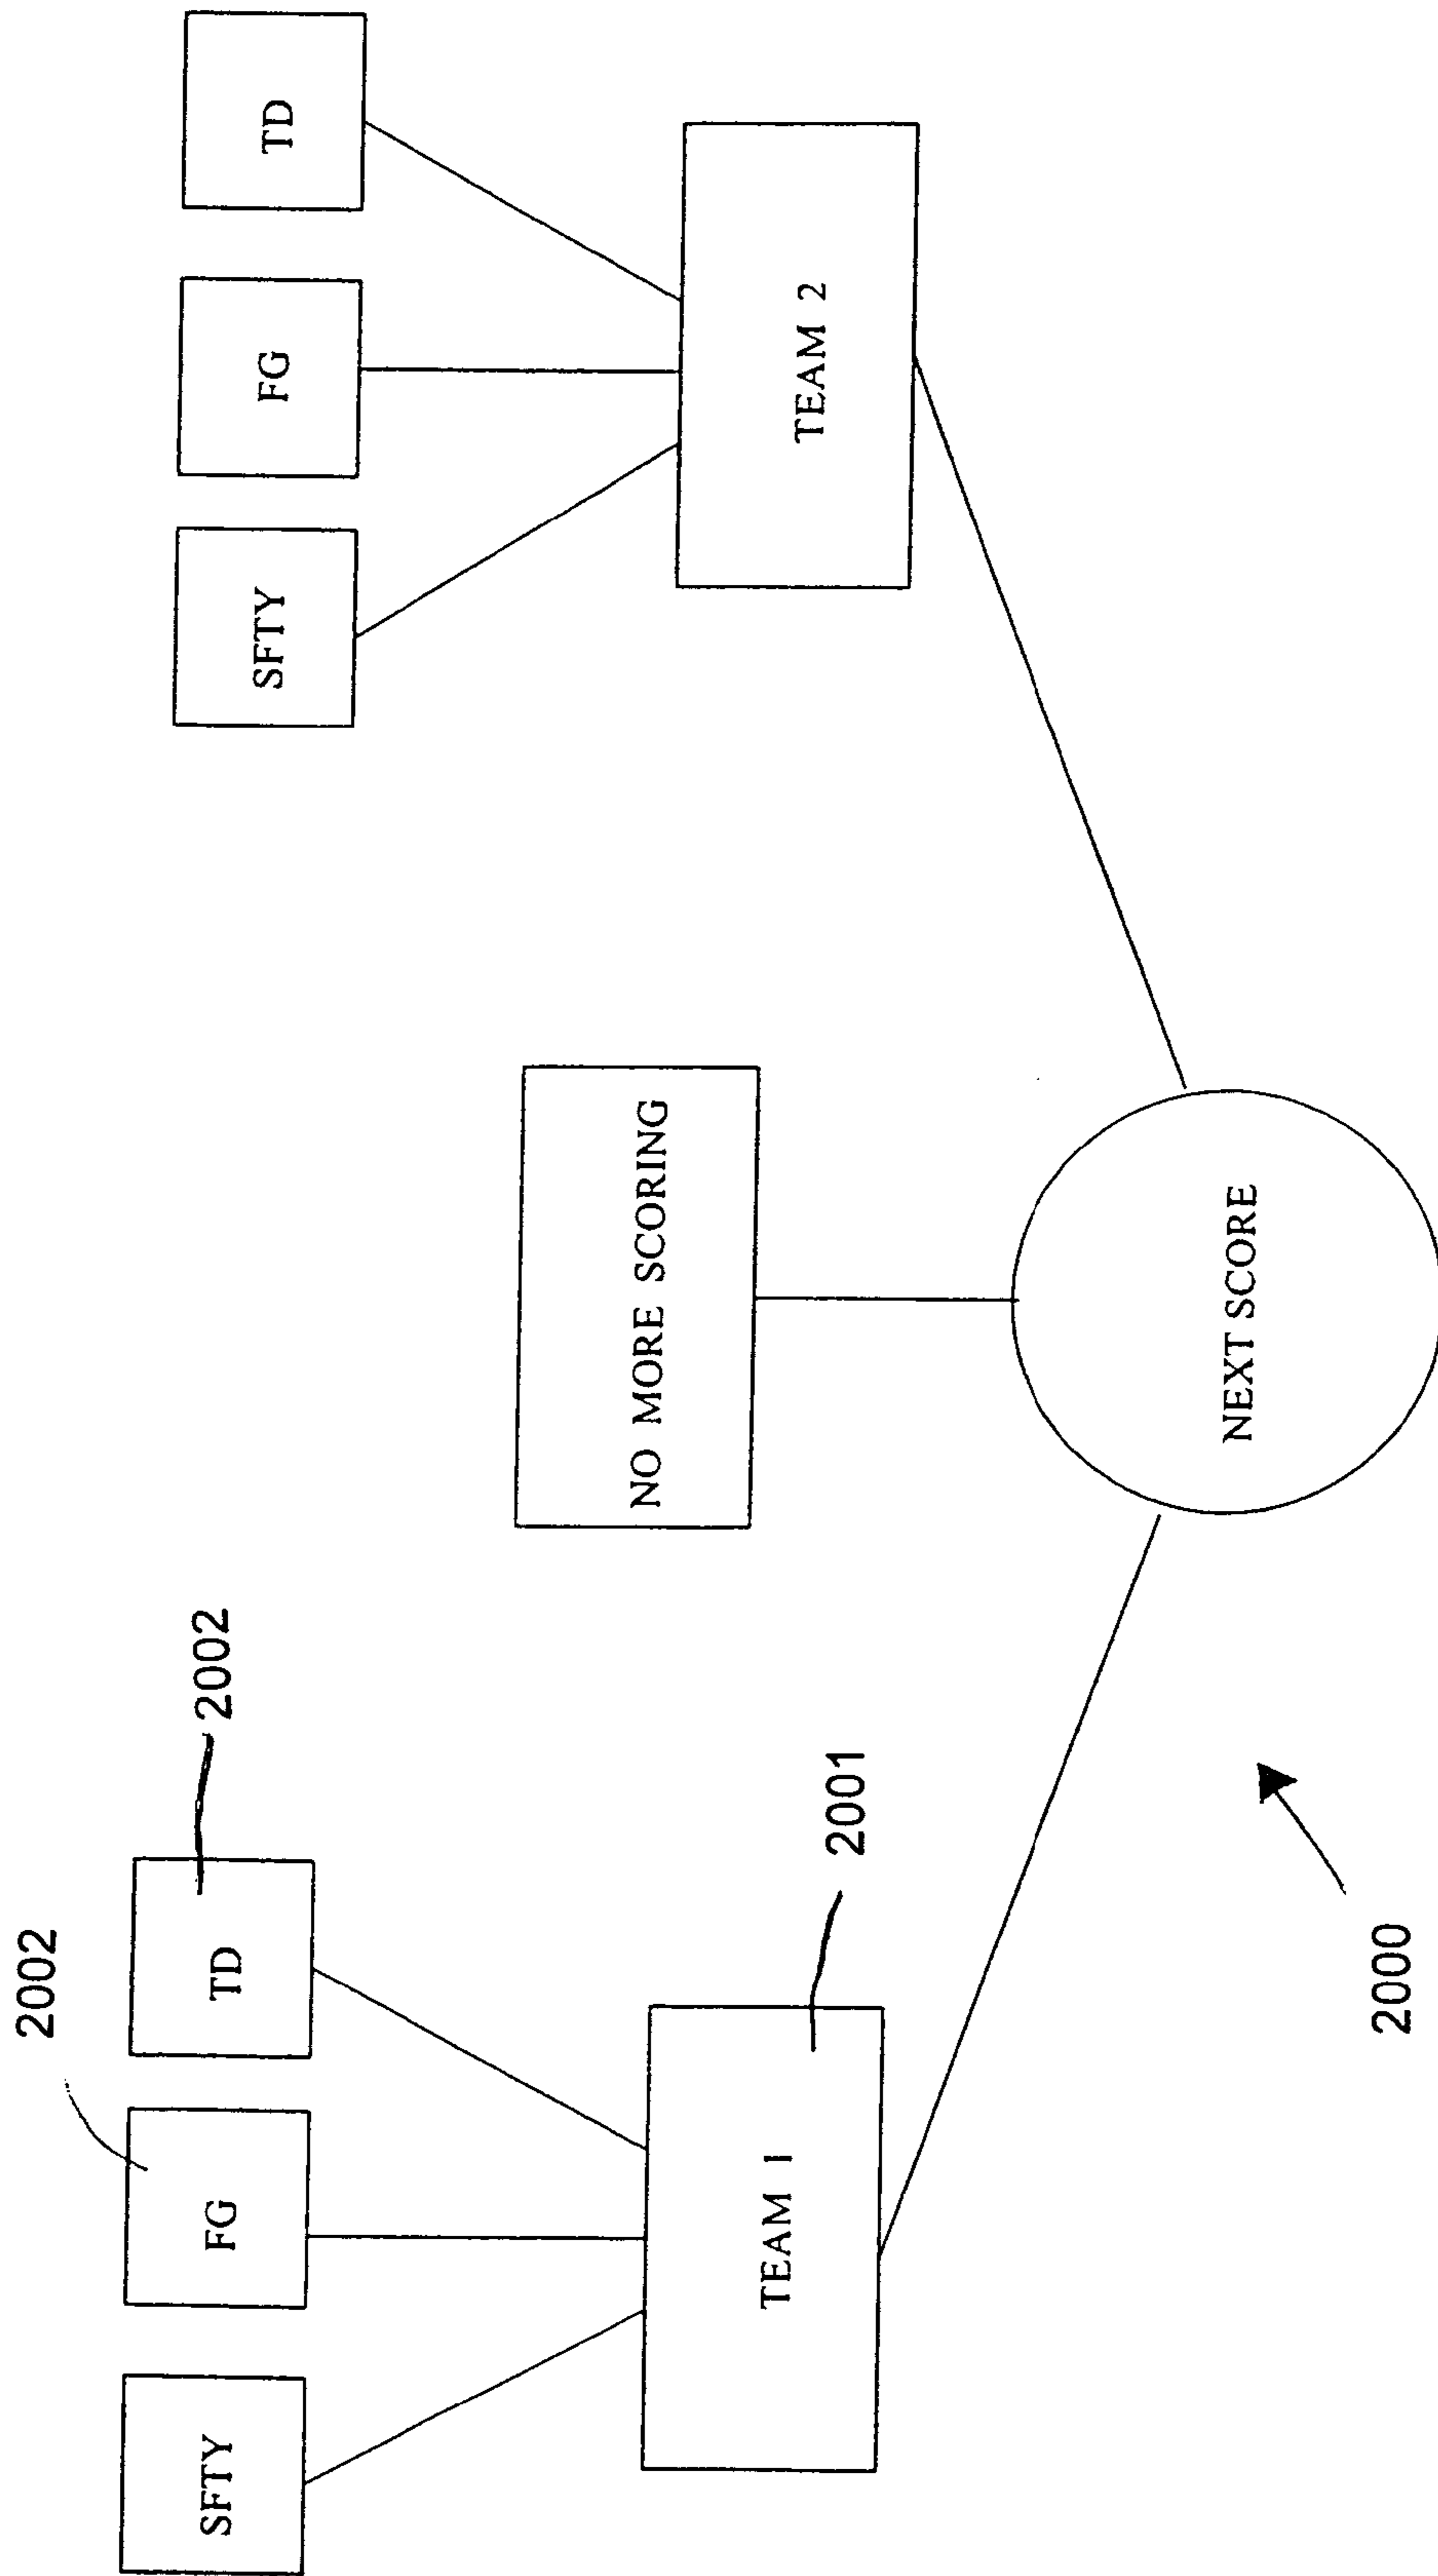 2002
2002
SFTY
FG
TD
SFTY
FG
TD
2001
TEAM 1
NO MORE SCORING
TEAM 2
NEXT SCORE
2000